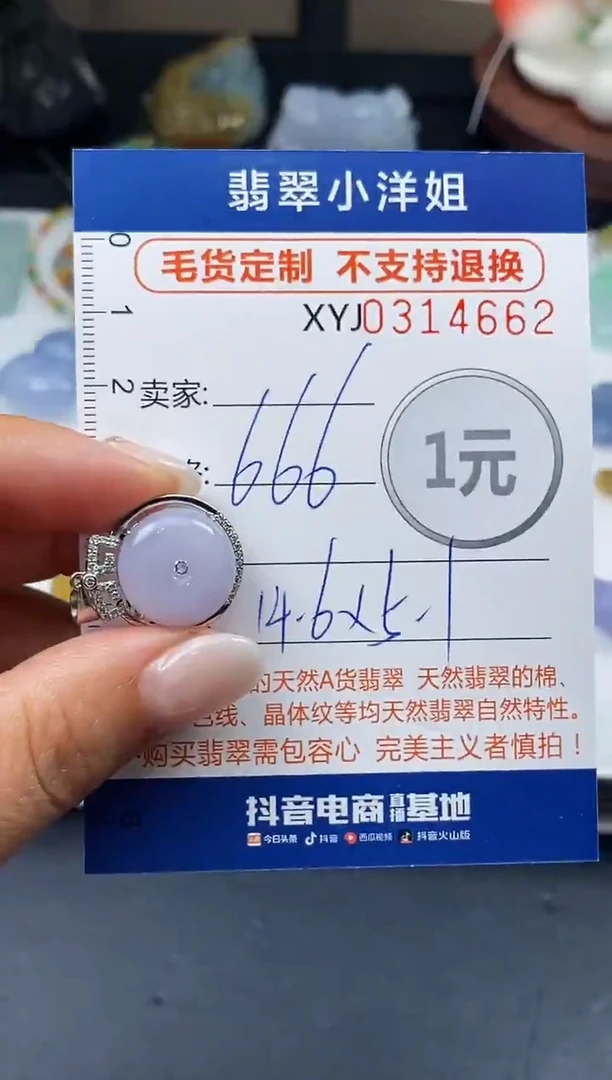 翡翠小洋姐
毛货定制 不支持退换
XYJ0314662
0
1
2
卖家:
666
1元
14.6x5.1
的天然A货翡翠 天然翡翠的棉、
色线、晶体纹等均天然翡翠自然特性。
购买翡翠需包容心 完美主义者慎拍！
抖音电商直播基地
今日头条 抖音 西瓜视频 抖音火山版